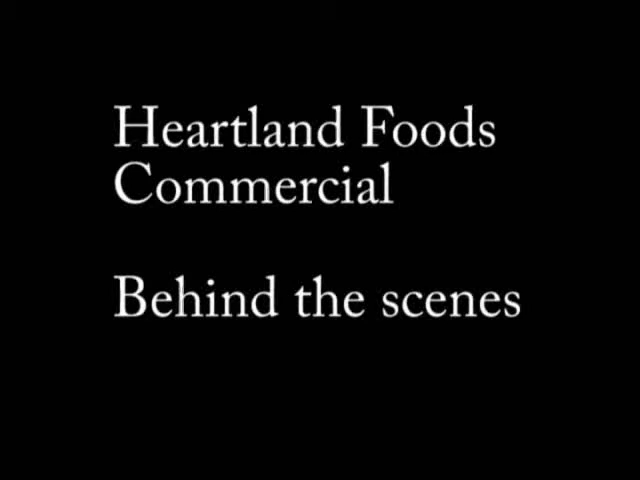 Heartland Foods
Commercial
Behind the scenes